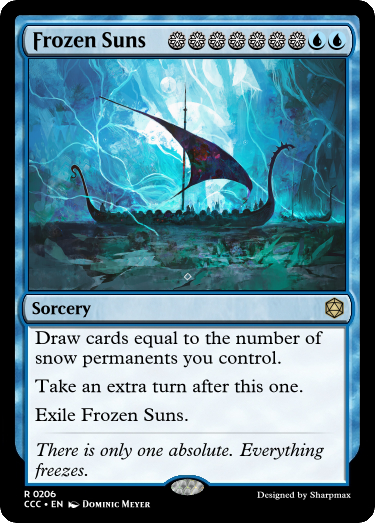 Frozen Suns
Sorcery
Draw cards equal to the number of
snow permanents you control.
Take an extra turn after this one.
Exile Frozen Suns.
There is only one absolute. Everything
freezes.
R 0206
CCC • EN DOMINIC MEYER
Designed by Sharpmax